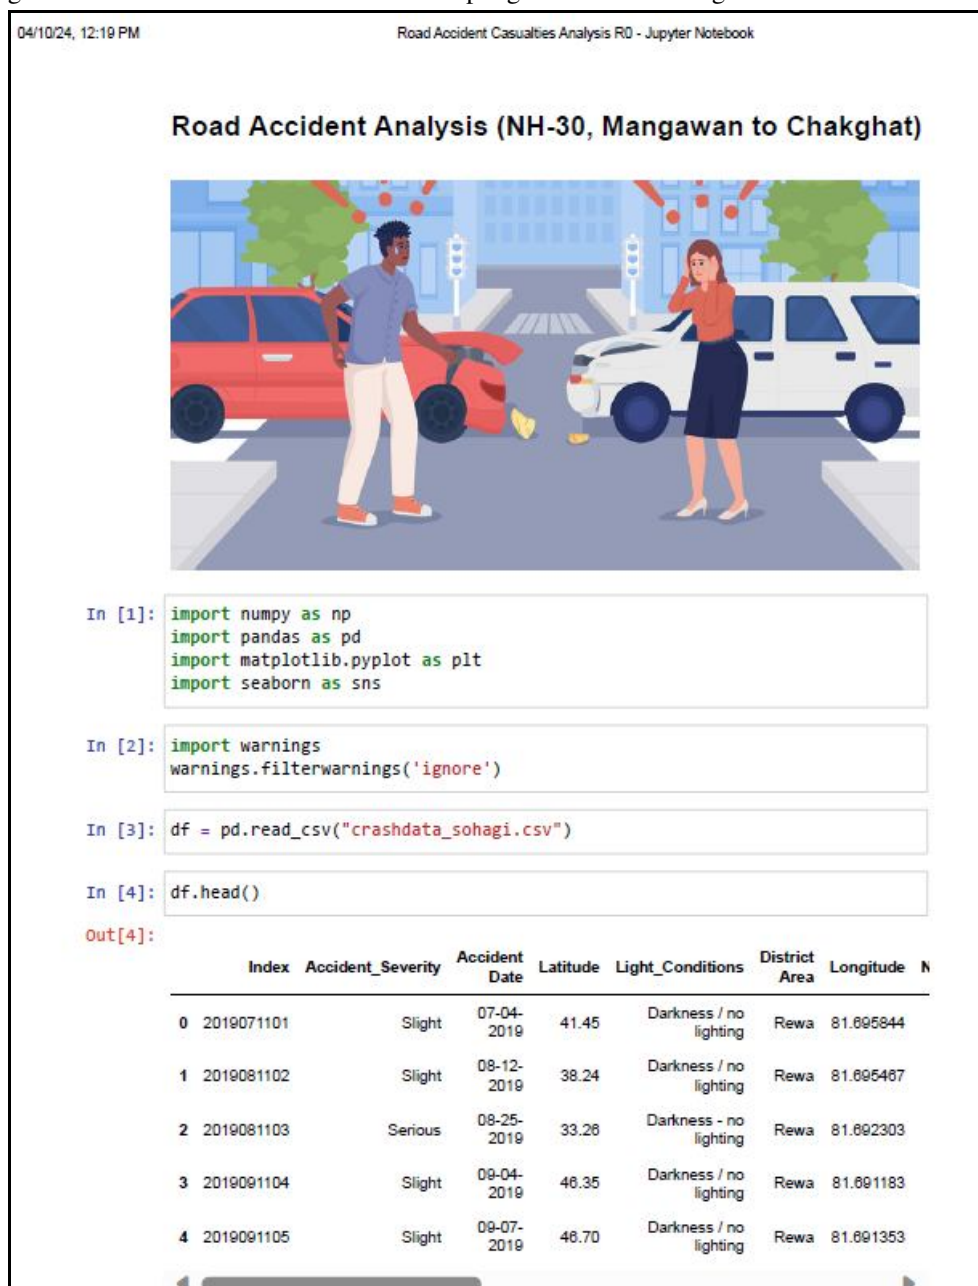 04/10/24, 12:19 PM Road Accident Casualties Analysis R0 - Jupyter Notebook
Road Accident Analysis (NH-30, Mangawan to Chakghat)
In [1]: import numpy as np
import pandas as pd
import matplotlib.pyplot as plt
import seaborn as sns
In [2]: import warnings
warnings.filterwarnings('ignore')
In [3]: df = pd.read_csv("crashdata_sohagi.csv")
In [4]: df.head()
Out[4]:
Index Accident_Severity Accident Date Latitude Light_Conditions District Area Longitude N
0 2019071101 Slight 07-04-2019 41.45 Darkness / no lighting Rewa 81.695844
1 2019081102 Slight 08-12-2019 38.24 Darkness / no lighting Rewa 81.695467
2 2019081103 Serious 08-25-2019 33.26 Darkness - no lighting Rewa 81.692303
3 2019091104 Slight 09-04-2019 46.35 Darkness / no lighting Rewa 81.691183
4 2019091105 Slight 09-07-2019 46.70 Darkness / no lighting Rewa 81.691353